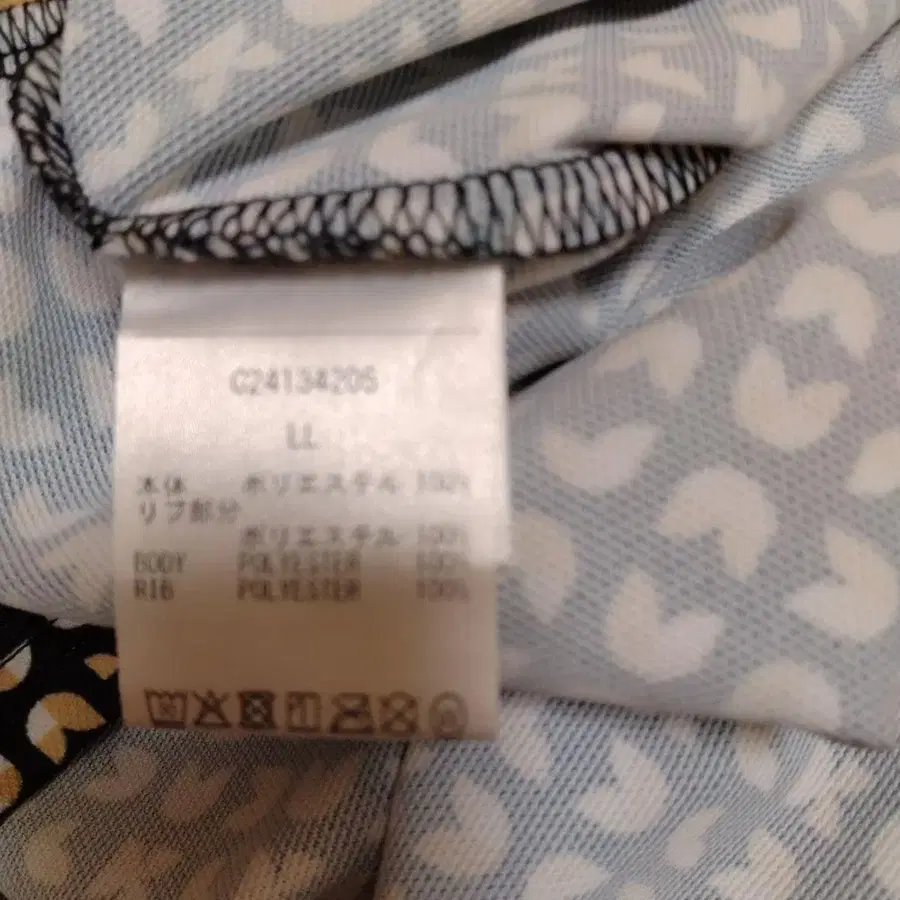 C24134205
LL
本体 ポリエステル 100%
リブ部分
ポリエステル 100%
BODY POLYESTER 100%
RIB POLYESTER 100%